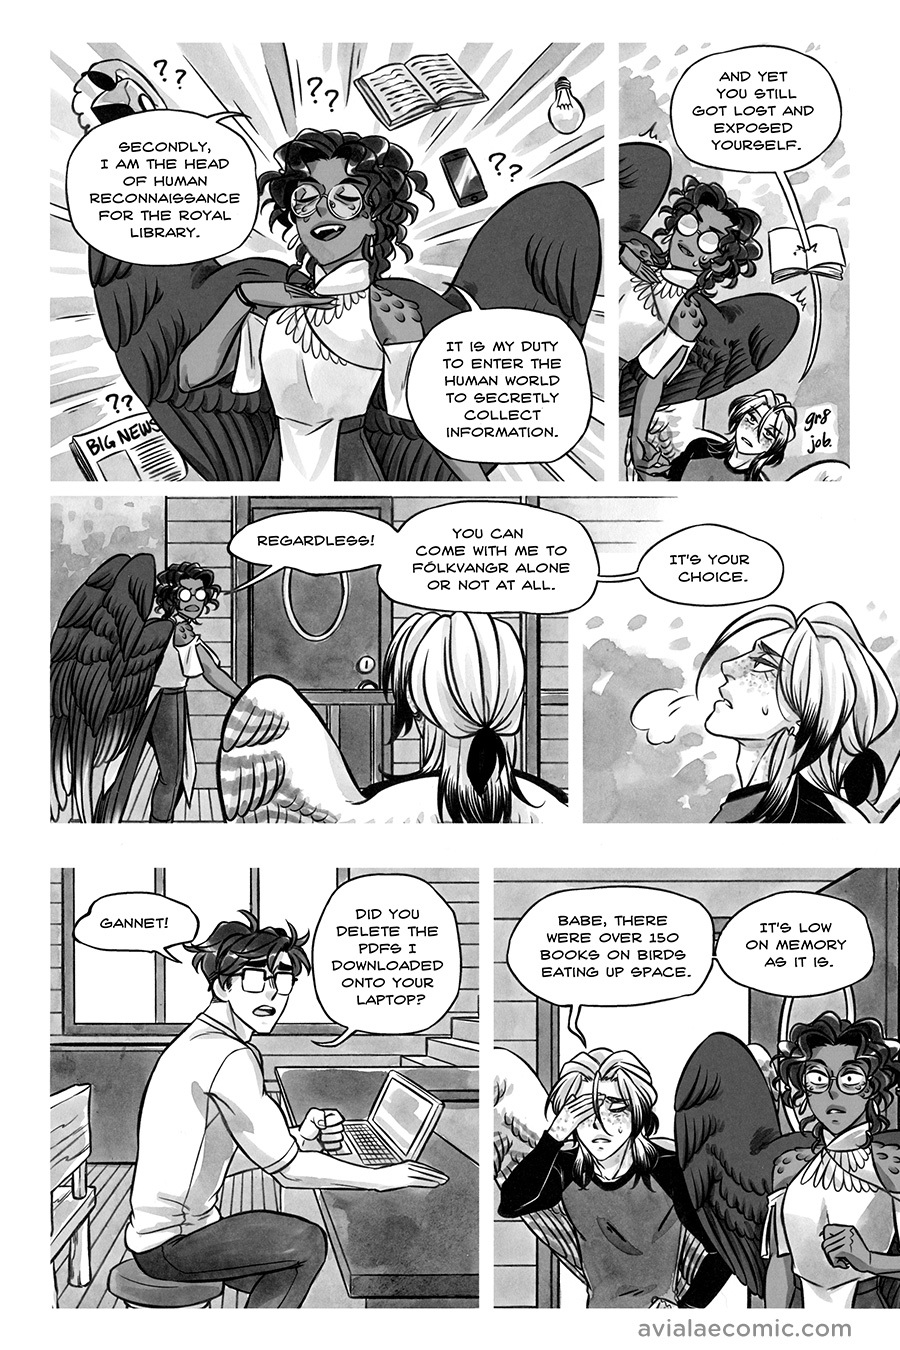 ??
??
SECONDLY,
I AM THE HEAD
OF HUMAN
RECONNAISSANCE
FOR THE ROYAL
LIBRARY.
??
IT IS MY DUTY
TO ENTER THE
HUMAN WORLD
TO SECRETLY
COLLECT
INFORMATION.
??
BIG NEWS
AND YET
YOU STILL
GOT LOST AND
EXPOSED
YOURSELF.
gr8
job.
REGARDLESS!
YOU CAN
COME WITH ME TO
FÓLKVANGR ALONE
OR NOT AT ALL.
IT'S YOUR
CHOICE.
GANNET!
DID YOU
DELETE THE
PDFS I
DOWNLOADED
ONTO YOUR
LAPTOP?
BABE, THERE
WERE OVER 150
BOOKS ON BIRDS
EATING UP SPACE.
IT'S LOW
ON MEMORY
AS IT IS.
avialaecomic.com